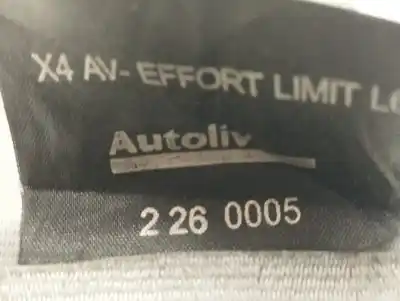 X4 AV- EFFORT LIMIT
Autoliv
2 26 0005